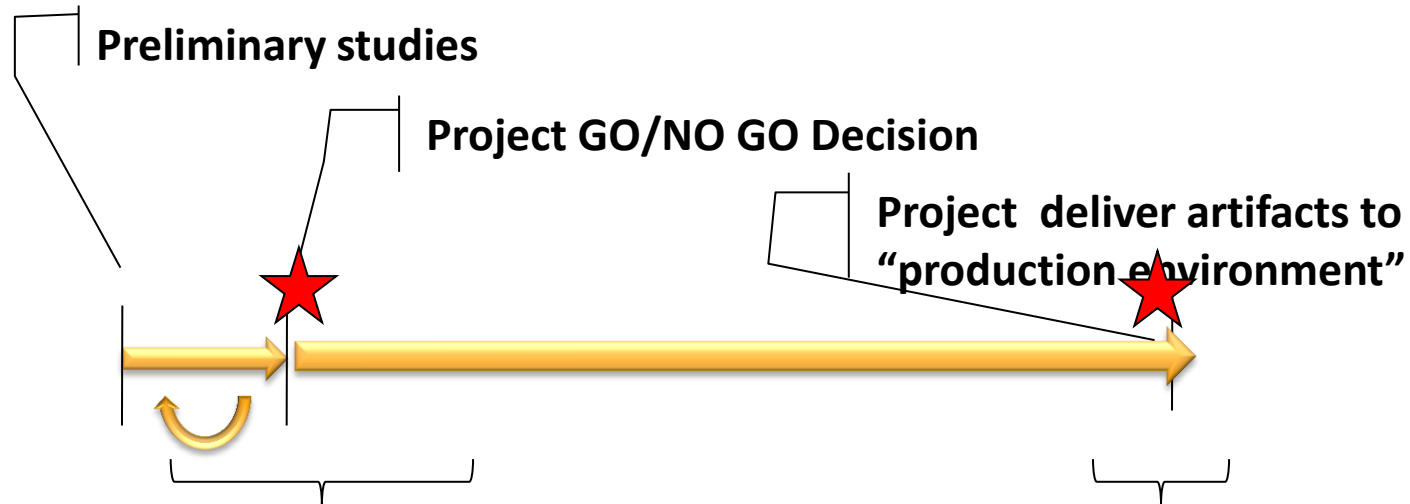 Preliminary studies
Project GO/NO GO Decision
Project  deliver artifacts to
“production environment”